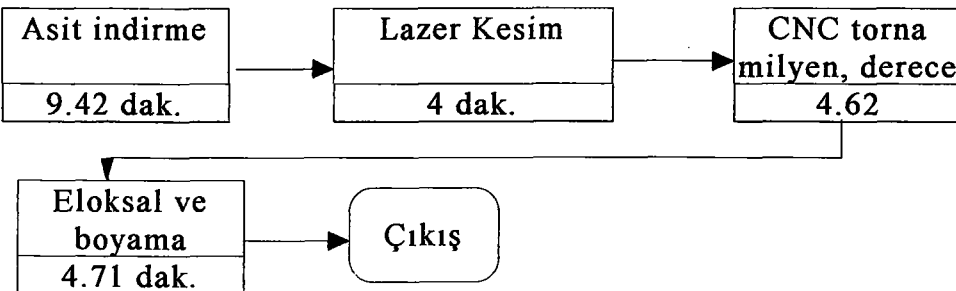 Asit indirme
9.42 dak.
Lazer Kesim
4 dak.
CNC torna
milyen, derece
4.62
Eloksal ve
boyama
4.71 dak.
Çıkış